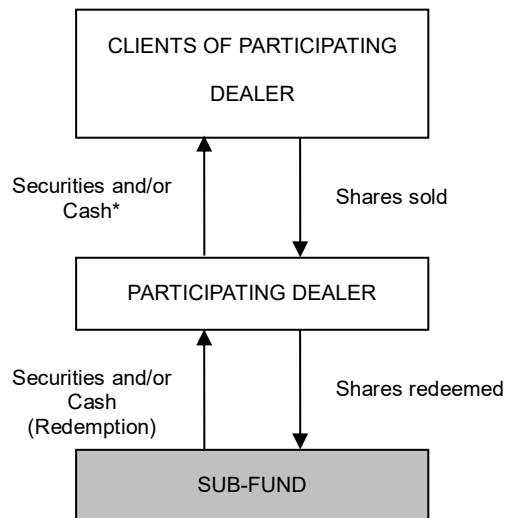 CLIENTS OF PARTICIPATING
DEALER
Securities and/or
Cash*
Shares sold
PARTICIPATING DEALER
Securities and/or
Cash
(Redemption)
Shares redeemed
SUB-FUND